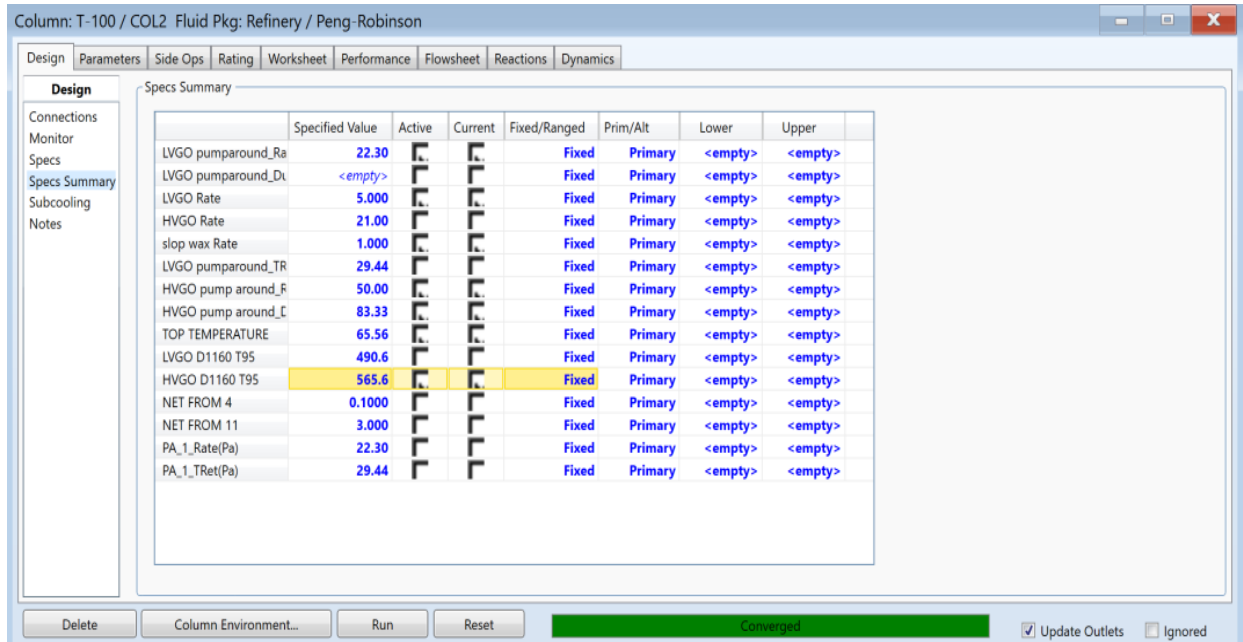 Column: T-100 / COL2 Fluid Pkg: Refinery / Peng-Robinson
Design Parameters Side Ops Rating Worksheet Performance Flowsheet Reactions Dynamics
Design
Connections
Monitor
Specs
Specs Summary
Subcooling
Notes
Specs Summary
Specified Value Active Current Fixed/Ranged Prim/Alt Lower Upper
LVGO pumparound_Ra 22.30 Fixed Primary <empty> <empty>
LVGO pumparound_Du <empty> Fixed Primary <empty> <empty>
LVGO Rate 5.000 Fixed Primary <empty> <empty>
HVGO Rate 21.00 Fixed Primary <empty> <empty>
slop wax Rate 1.000 Fixed Primary <empty> <empty>
LVGO pumparound_TR 29.44 Fixed Primary <empty> <empty>
HVGO pump around_R 50.00 Fixed Primary <empty> <empty>
HVGO pump around_D 83.33 Fixed Primary <empty> <empty>
TOP TEMPERATURE 65.56 Fixed Primary <empty> <empty>
LVGO D1160 T95 490.6 Fixed Primary <empty> <empty>
HVGO D1160 T95 565.6 Fixed Primary <empty> <empty>
NET FROM 4 0.1000 Fixed Primary <empty> <empty>
NET FROM 11 3.000 Fixed Primary <empty> <empty>
PA_1_Rate(Pa) 22.30 Fixed Primary <empty> <empty>
PA_1_TRet(Pa) 29.44 Fixed Primary <empty> <empty>
Delete Column Environment... Run Reset Converged Update Outlets Ignored